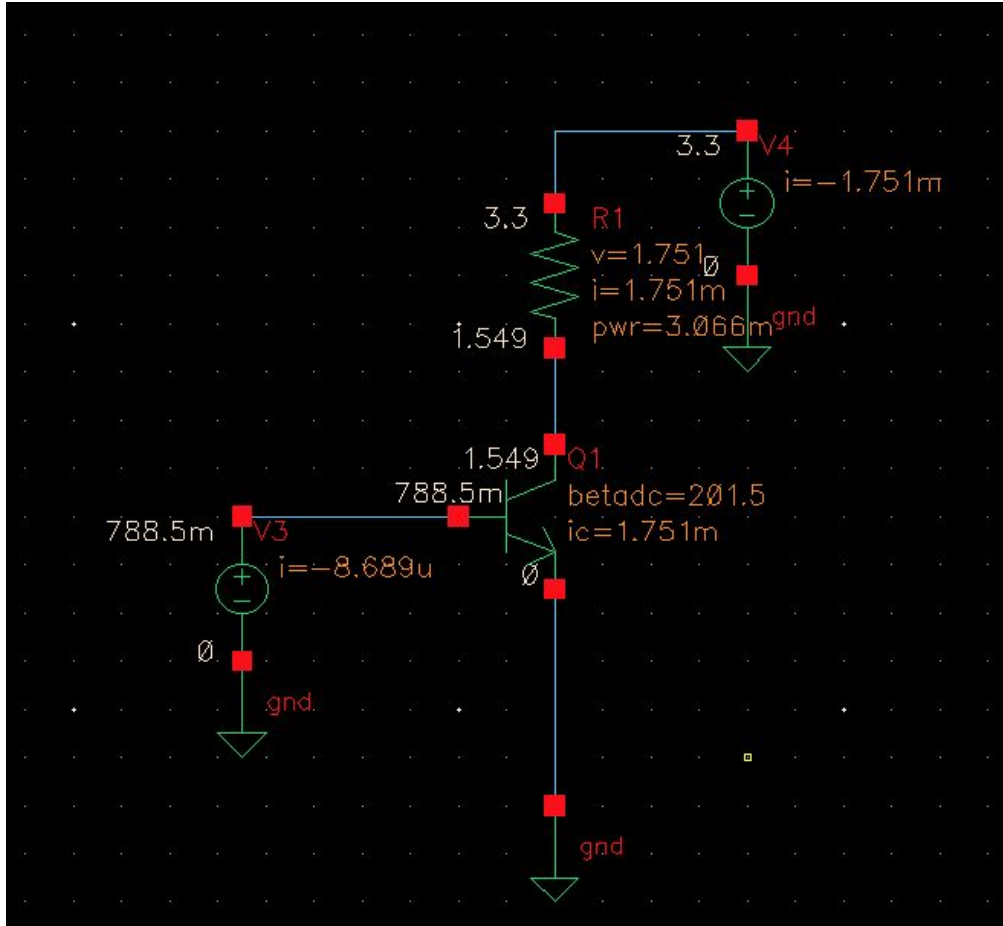 3.3
V4
i=-1.751m
3.3
R1
v=1.751
0
i=1.751m
pwr=3.066m
gnd
1.549
1.549
Q1
788.5m
betadc=201.5
788.5m
V3
ic=1.751m
i=-8.689u
0
0
gnd
gnd